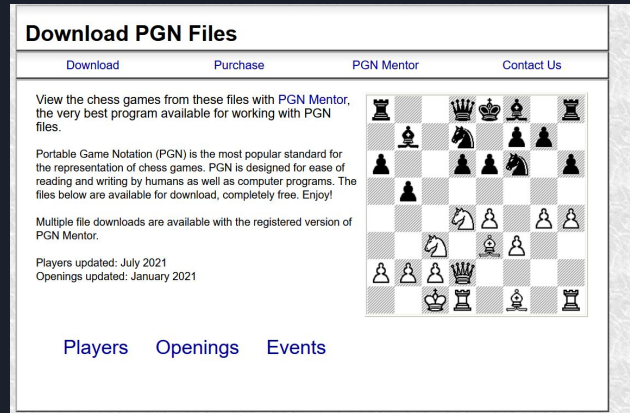 Download PGN Files
Download Purchase PGN Mentor Contact Us
View the chess games from these files with PGN Mentor,
the very best program available for working with PGN
files.
Portable Game Notation (PGN) is the most popular standard for
the representation of chess games. PGN is designed for ease of
reading and writing by humans as well as computer programs. The
files below are available for download, completely free. Enjoy!
Multiple file downloads are available with the registered version of
PGN Mentor.
Players updated: July 2021
Openings updated: January 2021
Players Openings Events